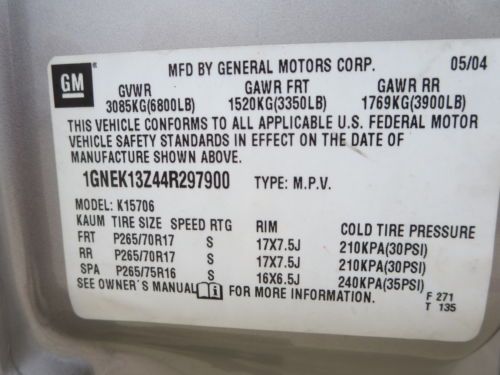 GM
MFD BY GENERAL MOTORS CORP. 05/04
GVWR GAWR FRT GAWR RR
3085KG(6800LB) 1520KG(3350LB) 1769KG(3900LB)
THIS VEHICLE CONFORMS TO ALL APPLICABLE U.S. FEDERAL MOTOR
VEHICLE SAFETY STANDARDS IN EFFECT ON THE DATE OF
MANUFACTURE SHOWN ABOVE.
1GNEK13Z44R297900 TYPE: M.P.V.
MODEL: K15706
KAUM TIRE SIZE SPEED RTG RIM COLD TIRE PRESSURE
FRT P265/70R17 S 17X7.5J 210KPA(30PSI)
RR P265/70R17 S 17X7.5J 210KPA(30PSI)
SPA P265/75R16 S 16X6.5J 240KPA(35PSI)
SEE OWNER'S MANUAL i FOR MORE INFORMATION.
F 271
T 135